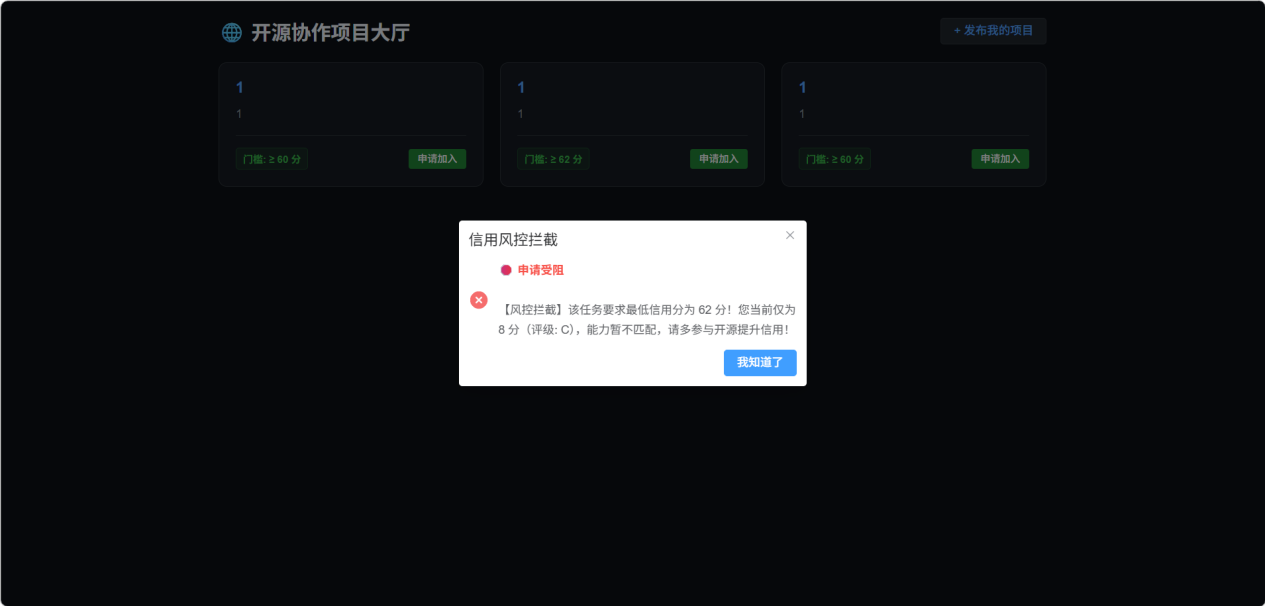 开源协作项目大厅
+ 发布我的项目
1
1
门槛: ≥ 60 分
申请加入
1
1
门槛: ≥ 62 分
申请加入
1
1
门槛: ≥ 60 分
申请加入
信用风控拦截
申请受阻
【风控拦截】该任务要求最低信用分为 62 分！您当前仅为
8 分（评级: C），能力暂不匹配，请多参与开源提升信用！
我知道了